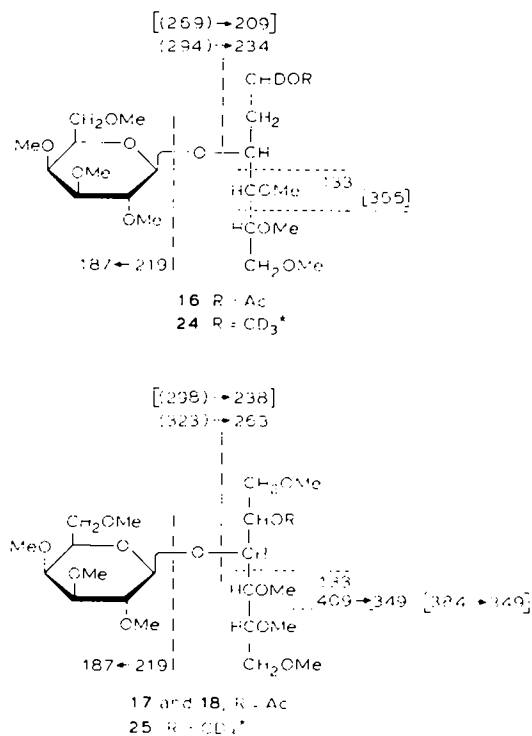 [(269)→209]
(294)→234
CHDOR
CH₂OMe
CH₂
MeO
O
O
CH
OMe
133
HCOMe
[355]
OMe
HCOMe
187←219
CH₂OMe
16 R = Ac
24 R = CD₃*
[(298)→238]
(323)→263
CH₂OMe
CH₂OMe
CHOR
MeO
O
O
CH
OMe
133
HCOMe
409→349 [384→349]
OMe
HCOMe
187←219
CH₂OMe
17 and 18, R = Ac
25 R = CD₃*